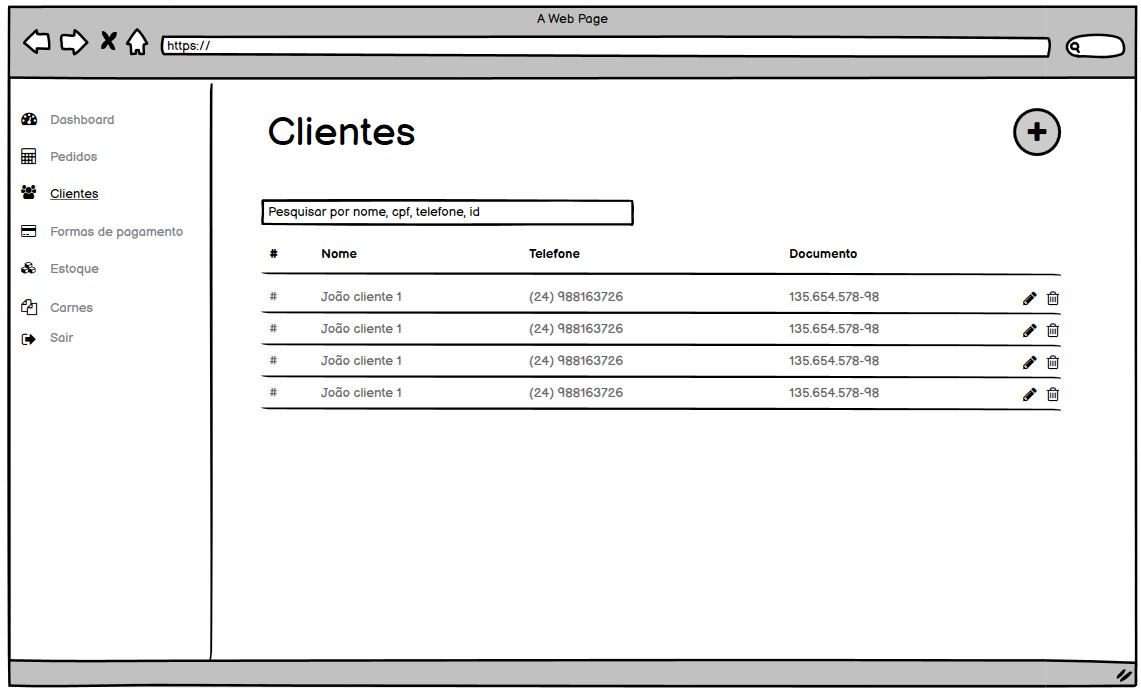 A Web Page
https://
Dashboard
Pedidos
Clientes
Formas de pagamento
Estoque
Carnes
Sair
Clientes
Pesquisar por nome, cpf, telefone, id
# Nome Telefone Documento
# João cliente 1 (24) 988163726 135.654.578-98
# João cliente 1 (24) 988163726 135.654.578-98
# João cliente 1 (24) 988163726 135.654.578-98
# João cliente 1 (24) 988163726 135.654.578-98